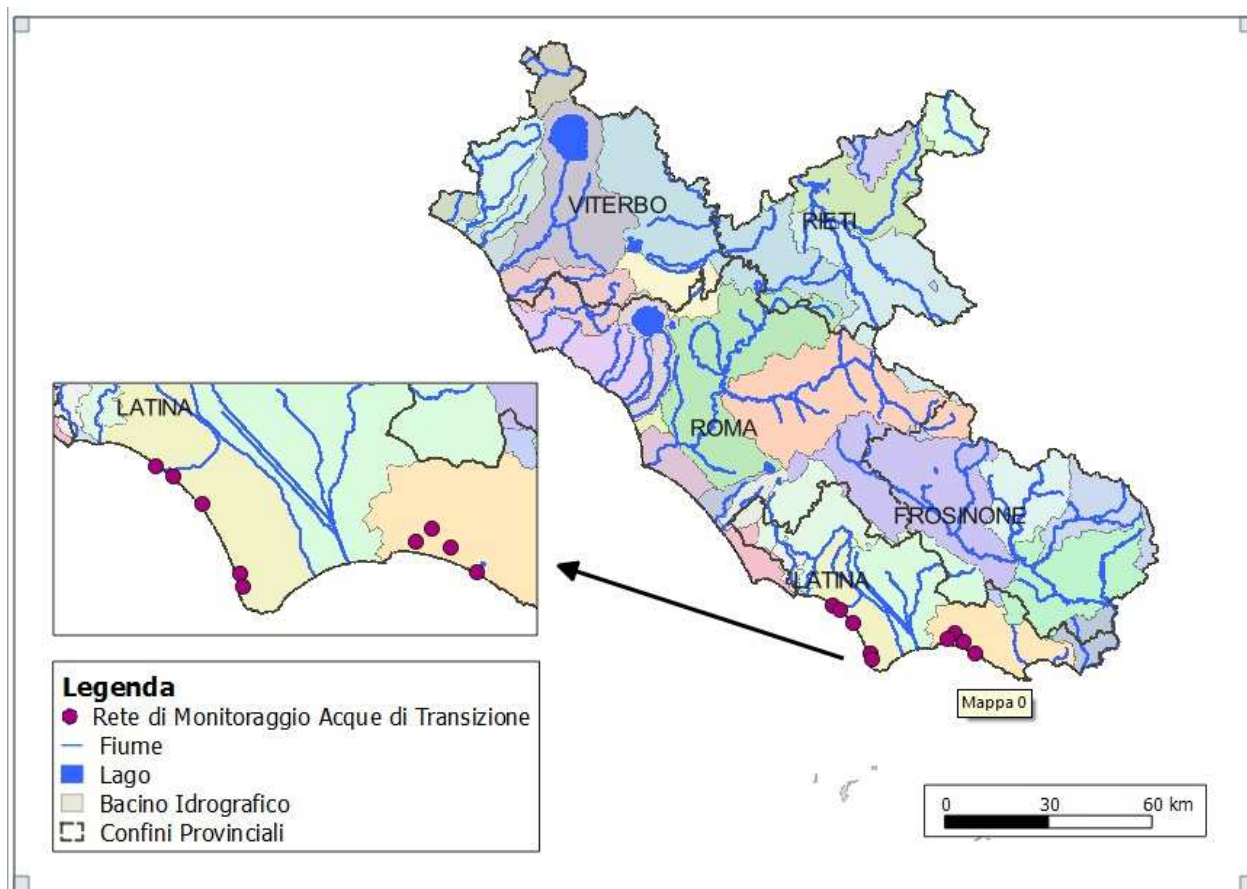 VITERBO
RIETI
ROMA
FROSINONE
LATINA
LATINA
Mappa 0
Legenda
Rete di Monitoraggio Acque di Transizione
Fiume
Lago
Bacino Idrografico
Confini Provinciali
0 30 60 km